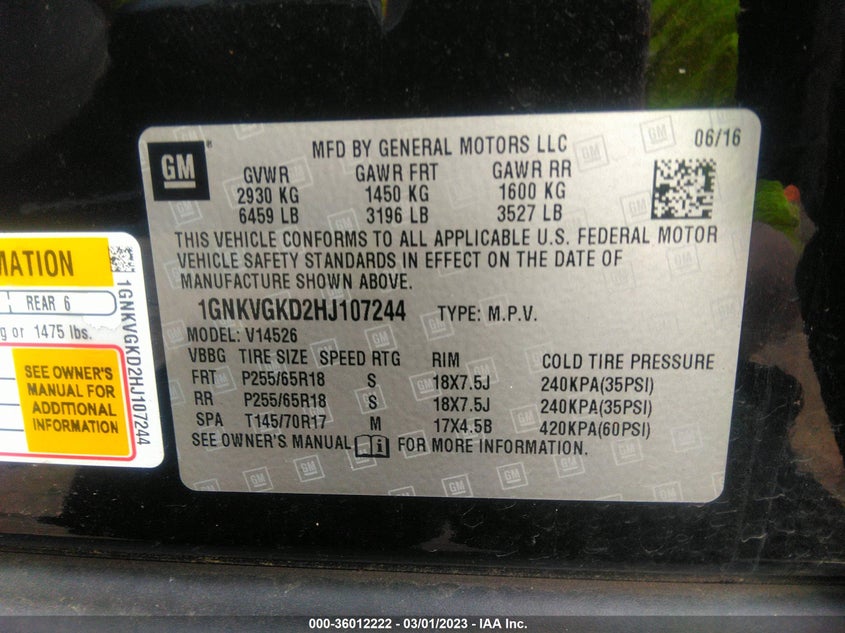 GM
MFD BY GENERAL MOTORS LLC
06/16
GVWR GAWR FRT GAWR RR
2930 KG 1450 KG 1600 KG
6459 LB 3196 LB 3527 LB
THIS VEHICLE CONFORMS TO ALL APPLICABLE U.S. FEDERAL MOTOR
VEHICLE SAFETY STANDARDS IN EFFECT ON THE DATE OF
MANUFACTURE SHOWN ABOVE.
1GNKVGKD2HJ107244 TYPE: M.P.V.
MODEL: V14526
VBBG TIRE SIZE SPEED RTG RIM COLD TIRE PRESSURE
FRT P255/65R18 S 18X7.5J 240KPA(35PSI)
RR P255/65R18 S 18X7.5J 240KPA(35PSI)
SPA T145/70R17 M 17X4.5B 420KPA(60PSI)
SEE OWNER'S MANUAL FOR MORE INFORMATION.
MATION
REAR 6
g or 1475 lbs.
SEE OWNER'S
MANUAL FOR
ADDITIONAL
INFORMATION
1GNKVGKD2HJ107244
000-36012222 - 03/01/2023 - IAA Inc.